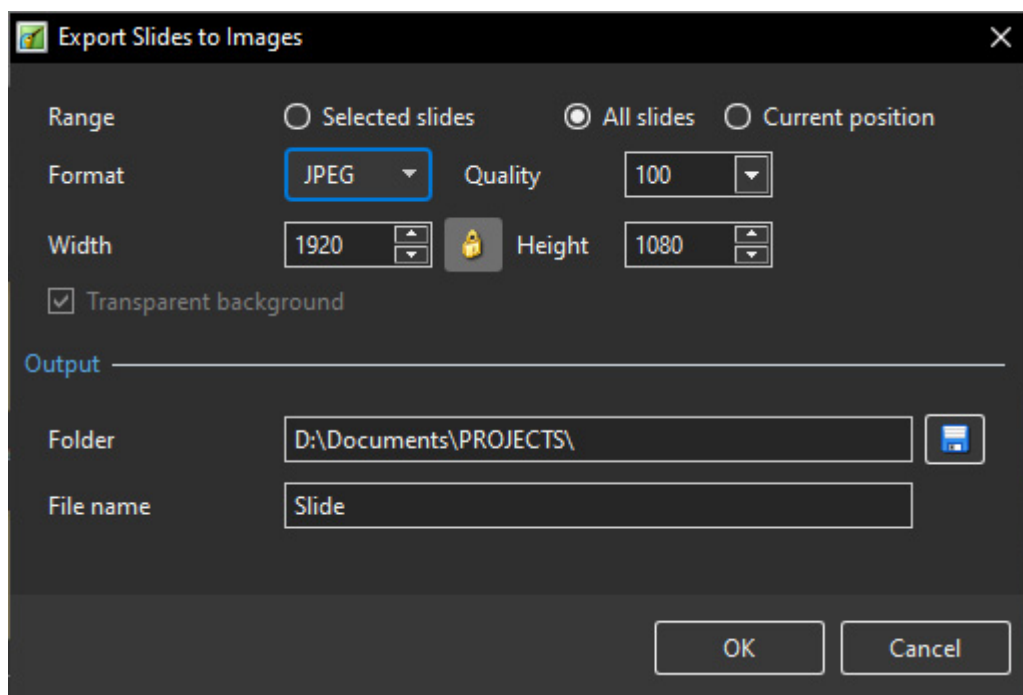 Export Slides to Images
Range Selected slides All slides Current position
Format JPEG Quality 100
Width 1920 Height 1080
Transparent background
Output
Folder D:\Documents\PROJECTS\
File name Slide
OK Cancel